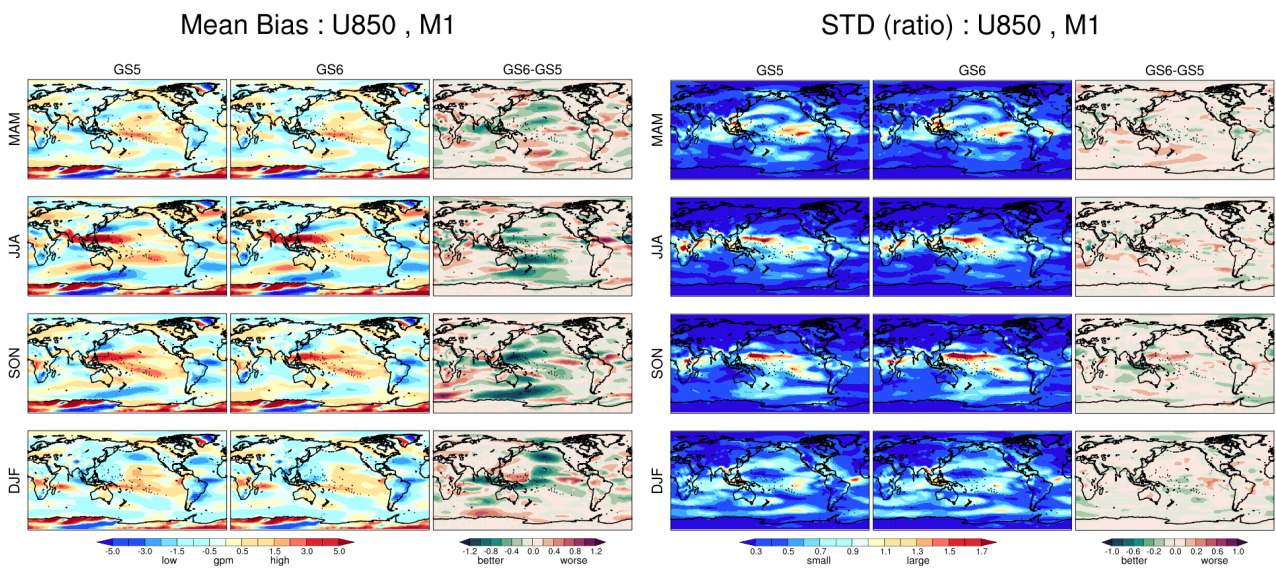 Mean Bias : U850 , M1
GS5 GS6 GS6-GS5
MAM
JJA
SON
DJF
-5.0 -3.0 -1.5 -0.5 0.5 1.5 3.0 5.0
low gpm high
-1.2 -0.8 -0.4 0.0 0.4 0.8 1.2
better worse
STD (ratio) : U850 , M1
GS5 GS6 GS6-GS5
MAM
JJA
SON
DJF
0.3 0.5 0.7 0.9 1.1 1.3 1.5 1.7
small large
-1.0 -0.6 -0.2 0.0 0.2 0.6 1.0
better worse